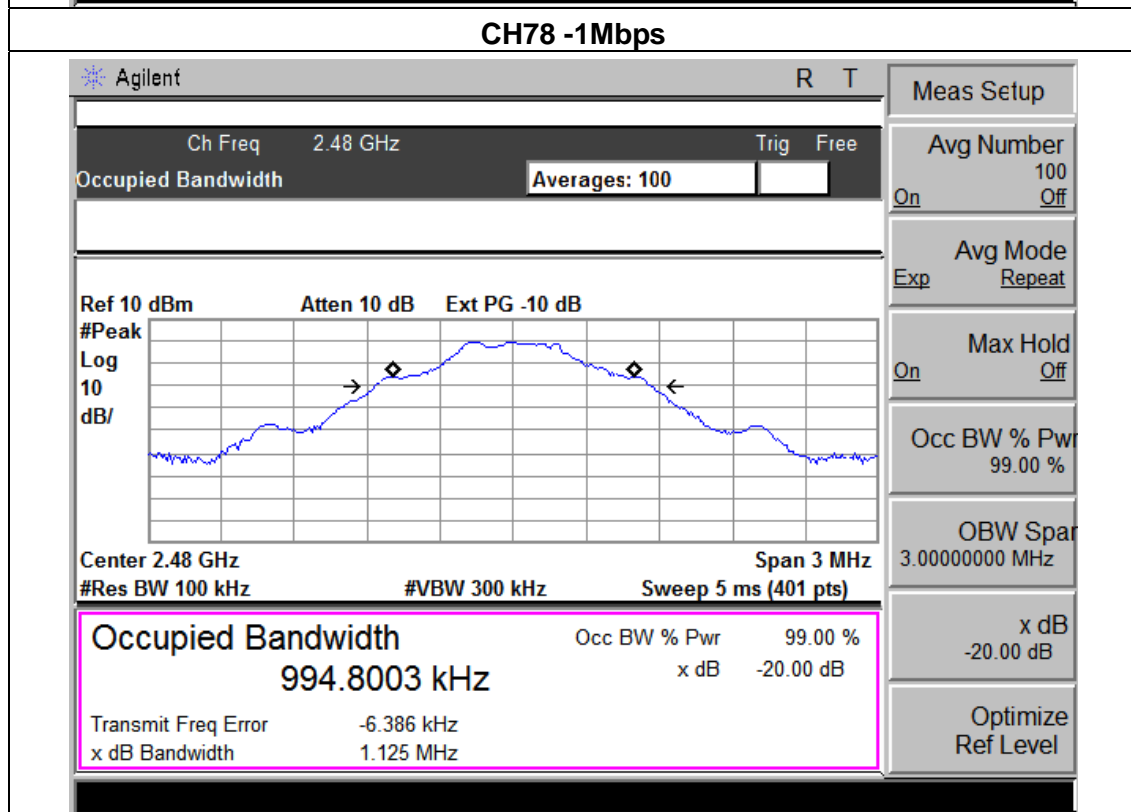 CH78 -1Mbps
Agilent R T
Ch Freq 2.48 GHz Trig Free
Occupied Bandwidth Averages: 100
Ref 10 dBm Atten 10 dB Ext PG -10 dB
#Peak
Log
10
dB/
Center 2.48 GHz Span 3 MHz
#Res BW 100 kHz #VBW 300 kHz Sweep 5 ms (401 pts)
Occupied Bandwidth Occ BW % Pwr 99.00 %
994.8003 kHz x dB -20.00 dB
Transmit Freq Error -6.386 kHz
x dB Bandwidth 1.125 MHz
Meas Setup
Avg Number
100
On Off
Avg Mode
Exp Repeat
Max Hold
On Off
Occ BW % Pwr
99.00 %
OBW Span
3.00000000 MHz
x dB
-20.00 dB
Optimize
Ref Level